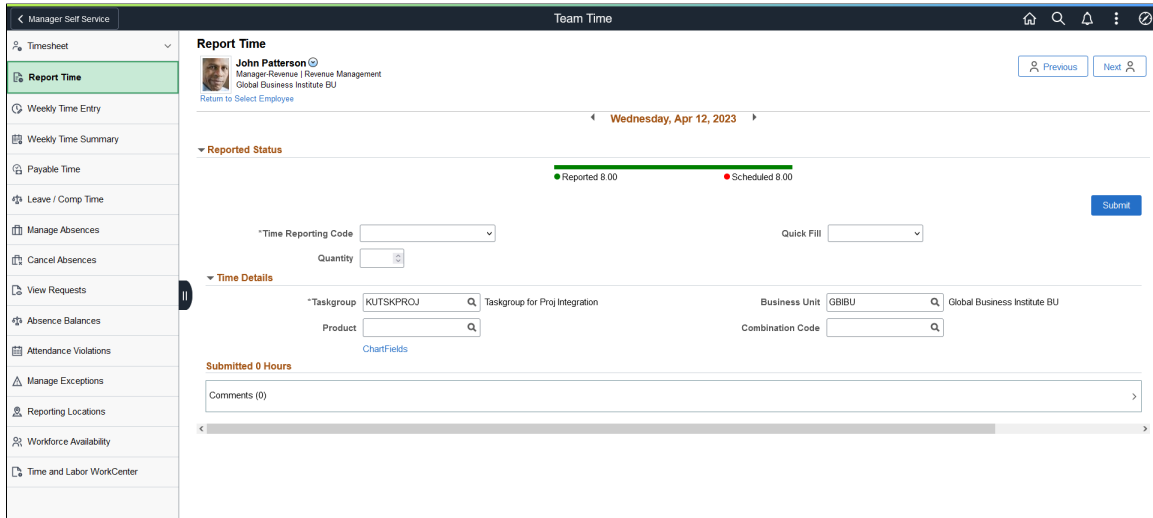 Manager Self Service
Team Time
Timesheet
Report Time
Weekly Time Entry
Weekly Time Summary
Payable Time
Leave / Comp Time
Manage Absences
Cancel Absences
View Requests
Absence Balances
Attendance Violations
Manage Exceptions
Reporting Locations
Workforce Availability
Time and Labor WorkCenter
Report Time
John Patterson
Manager-Revenue | Revenue Management
Global Business Institute BU
Return to Select Employee
Previous
Next
Wednesday, Apr 12, 2023
Reported Status
Reported 8.00 Scheduled 8.00
Submit
*Time Reporting Code Quick Fill
Quantity
Time Details
*Taskgroup KUTSKPROJ Taskgroup for Proj Integration Business Unit GBIBU Global Business Institute BU
Product Combination Code
ChartFields
Submitted 0 Hours
Comments (0)